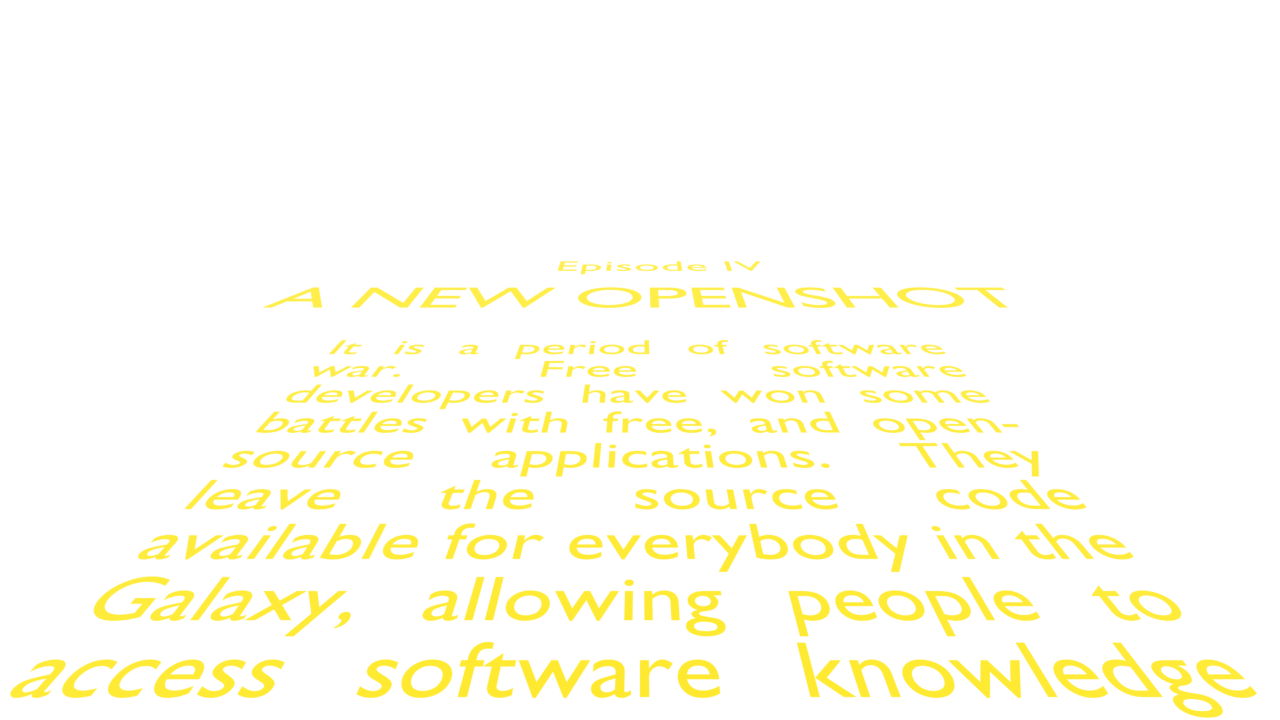 Episode IV
A NEW OPENSHOT
It is a period of software
war. Free software
developers have won some
battles with free, and open-
source applications. They
leave the source code
available for everybody in the
Galaxy, allowing people to
access software knowledge